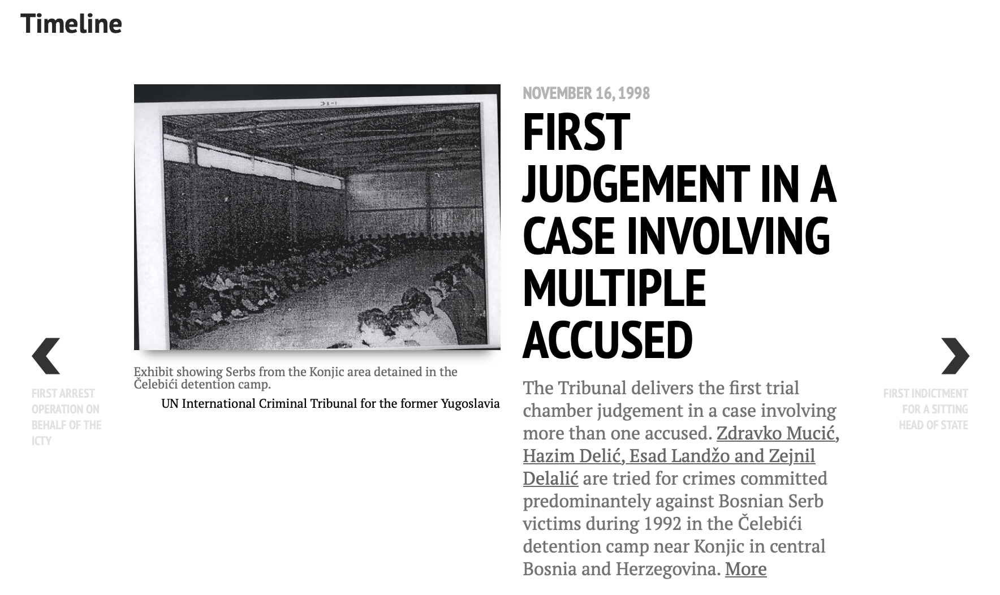 Timeline
NOVEMBER 16, 1998
FIRST
JUDGEMENT IN A
CASE INVOLVING
MULTIPLE
ACCUSED
The Tribunal delivers the first trial
chamber judgement in a case involving
more than one accused. Zdravko Mucić,
Hazim Delić, Esad Landžo and Zejnil
Delalić are tried for crimes committed
predominantely against Bosnian Serb
victims during 1992 in the Čelebići
detention camp near Konjic in central
Bosnia and Herzegovina. More
Exhibit showing Serbs from the Konjic area detained in the
Čelebići detention camp.
UN International Criminal Tribunal for the former Yugoslavia
FIRST ARREST
OPERATION ON
BEHALF OF THE
ICTY
FIRST INDICTMENT
FOR A SITTING
HEAD OF STATE